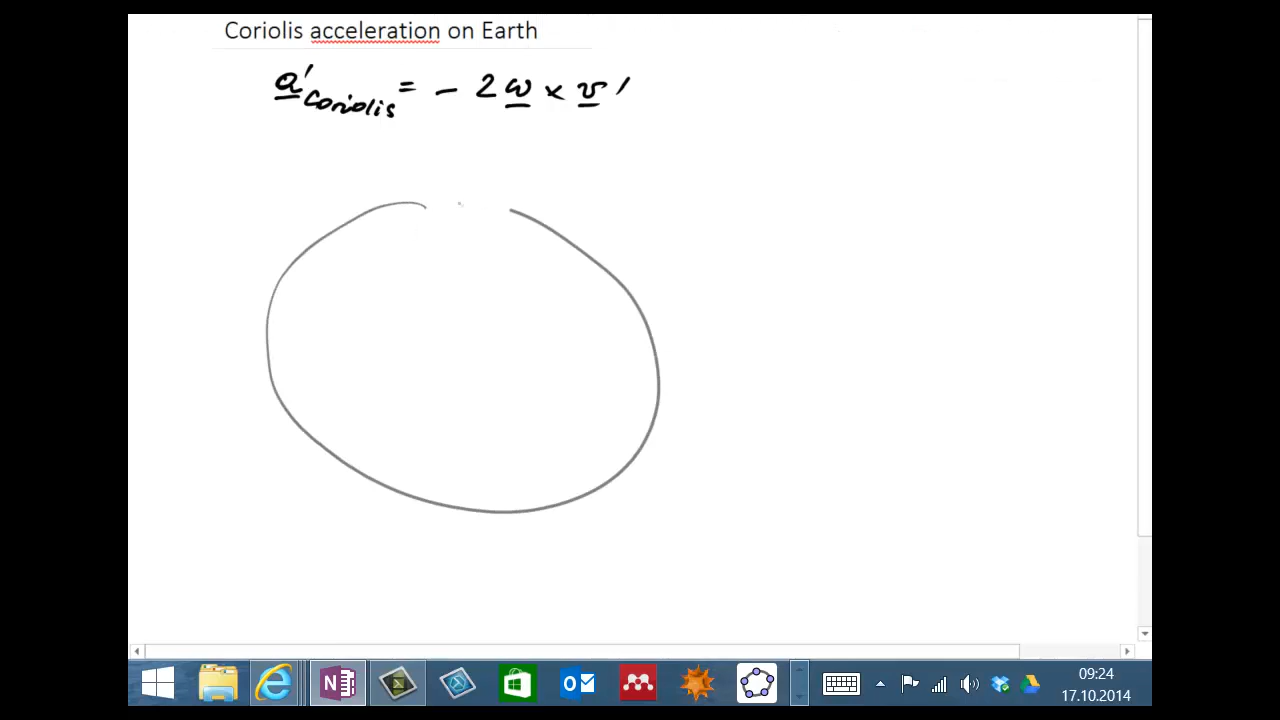 Coriolis acceleration on Earth
a'Coriolis = - 2 ω × v'
N
O
09:24
17.10.2014